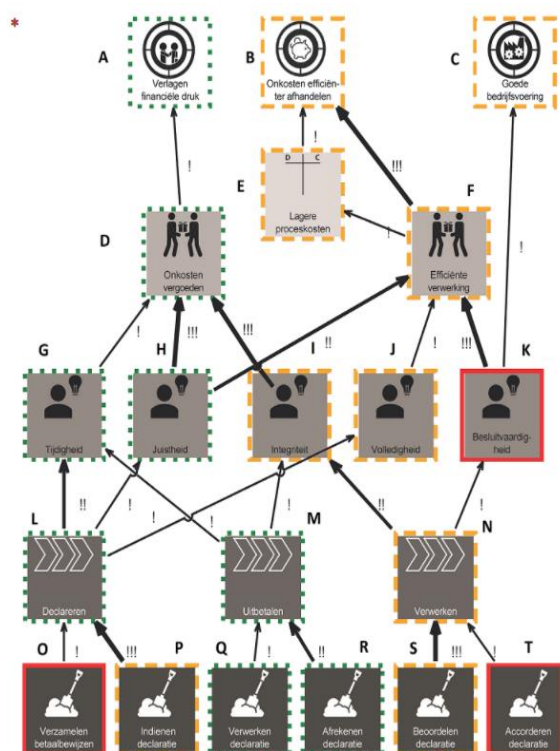 *
A
B
C
Verlagen
financiële druk
Onkosten efficiën-
ter afhandelen
Goede
bedrijfsvoering
!
!
!!!
!
E
D C
Lagere
proceskosten
!
D
F
Onkosten
vergoeden
Efficiënte
verwerking
!
!!!
!!!
!!
!
!!!
G
H
I
J
K
Tijdigheid
Juistheid
Integriteit
Volledigheid
Besluitvaardig-
heid
!!
!
!
!
!
!!
!
L
M
N
Declareren
Uitbetalen
Verwerken
!
!!!
!
!!
!!!
!
O
P
Q
R
S
T
Verzamelen
betaalbewijzen
Indienen
declaratie
Verwerken
declaratie
Afrekenen
declaratie
Beoordelen
declaratie
Accorderen
declaratie